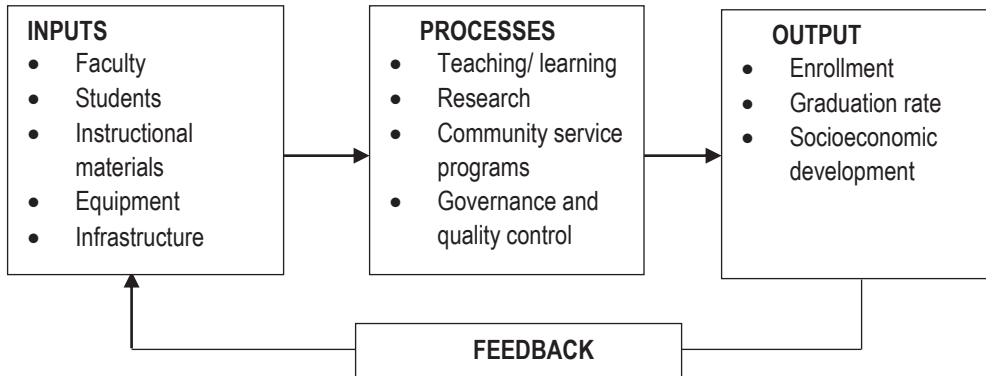 INPUTS
• Faculty
• Students
• Instructional
materials
• Equipment
• Infrastructure
PROCESSES
• Teaching/ learning
• Research
• Community service
programs
• Governance and
quality control
OUTPUT
• Enrollment
• Graduation rate
• Socioeconomic
development
FEEDBACK